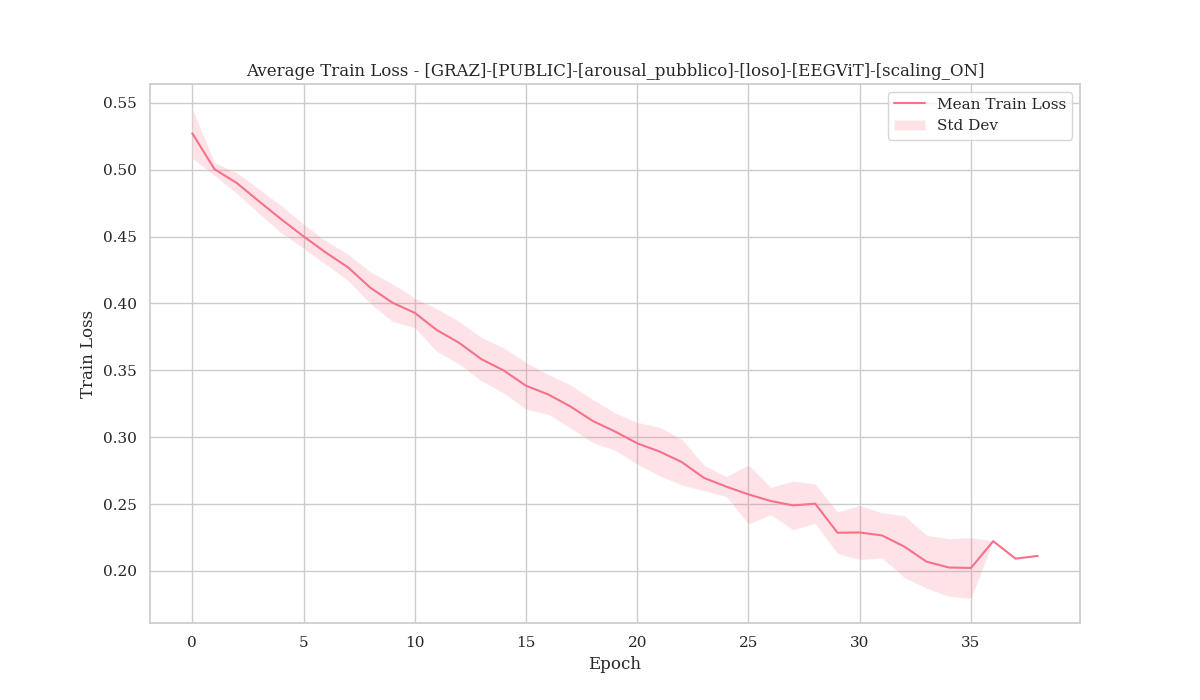 Average Train Loss - [GRAZ]-[PUBLIC]-[arousal_pubblico]-[loso]-[EEGViT]-[scaling_ON]
Mean Train Loss
Std Dev
0.55
0.50
0.45
0.40
0.35
0.30
0.25
0.20
Train Loss
0 5 10 15 20 25 30 35
Epoch